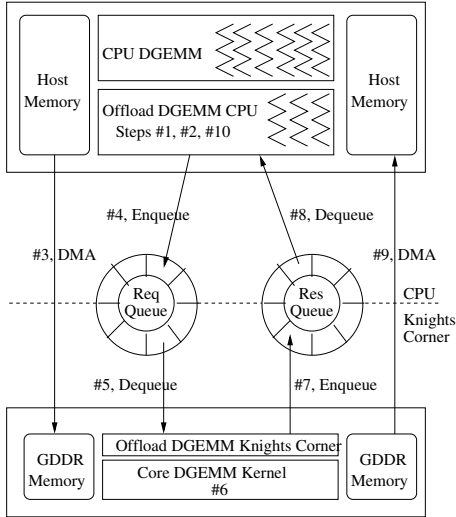 CPU DGEMM
Host
Memory
Offload DGEMM CPU
Steps #1, #2, #10
Host
Memory
#4, Enqueue
#8, Dequeue
#3, DMA
#9, DMA
Req
Queue
Res
Queue
CPU
Knights
Corner
#5, Dequeue
#7, Enqueue
GDDR
Memory
Offload DGEMM Knights Corner
Core DGEMM Kernel
#6
GDDR
Memory